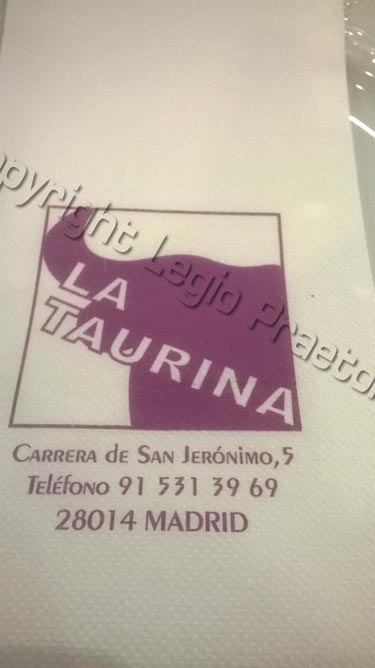 Copyright Legio Praeto
LA
TAURINA
CARRERA de SAN JERÓNIMO,5
Teléfono 91 531 39 69
28014 MADRID